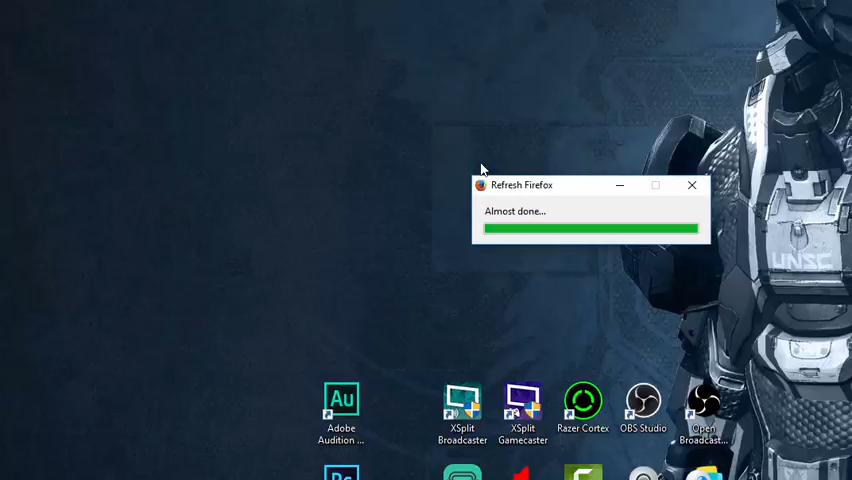 Refresh Firefox
Almost done...
UNSC
Au
Adobe
Audition ...
XSplit
Broadcaster
XSplit
Gamecaster
Razer Cortex
OBS Studio
Open
Broadcast...